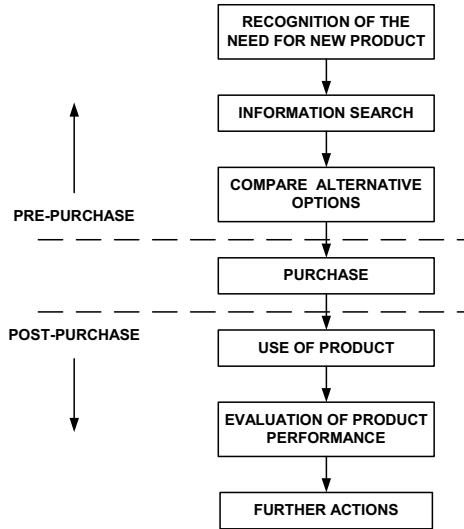 RECOGNITION OF THE
NEED FOR NEW PRODUCT
INFORMATION SEARCH
COMPARE ALTERNATIVE
OPTIONS
PRE-PURCHASE
PURCHASE
POST-PURCHASE
USE OF PRODUCT
EVALUATION OF PRODUCT
PERFORMANCE
FURTHER ACTIONS